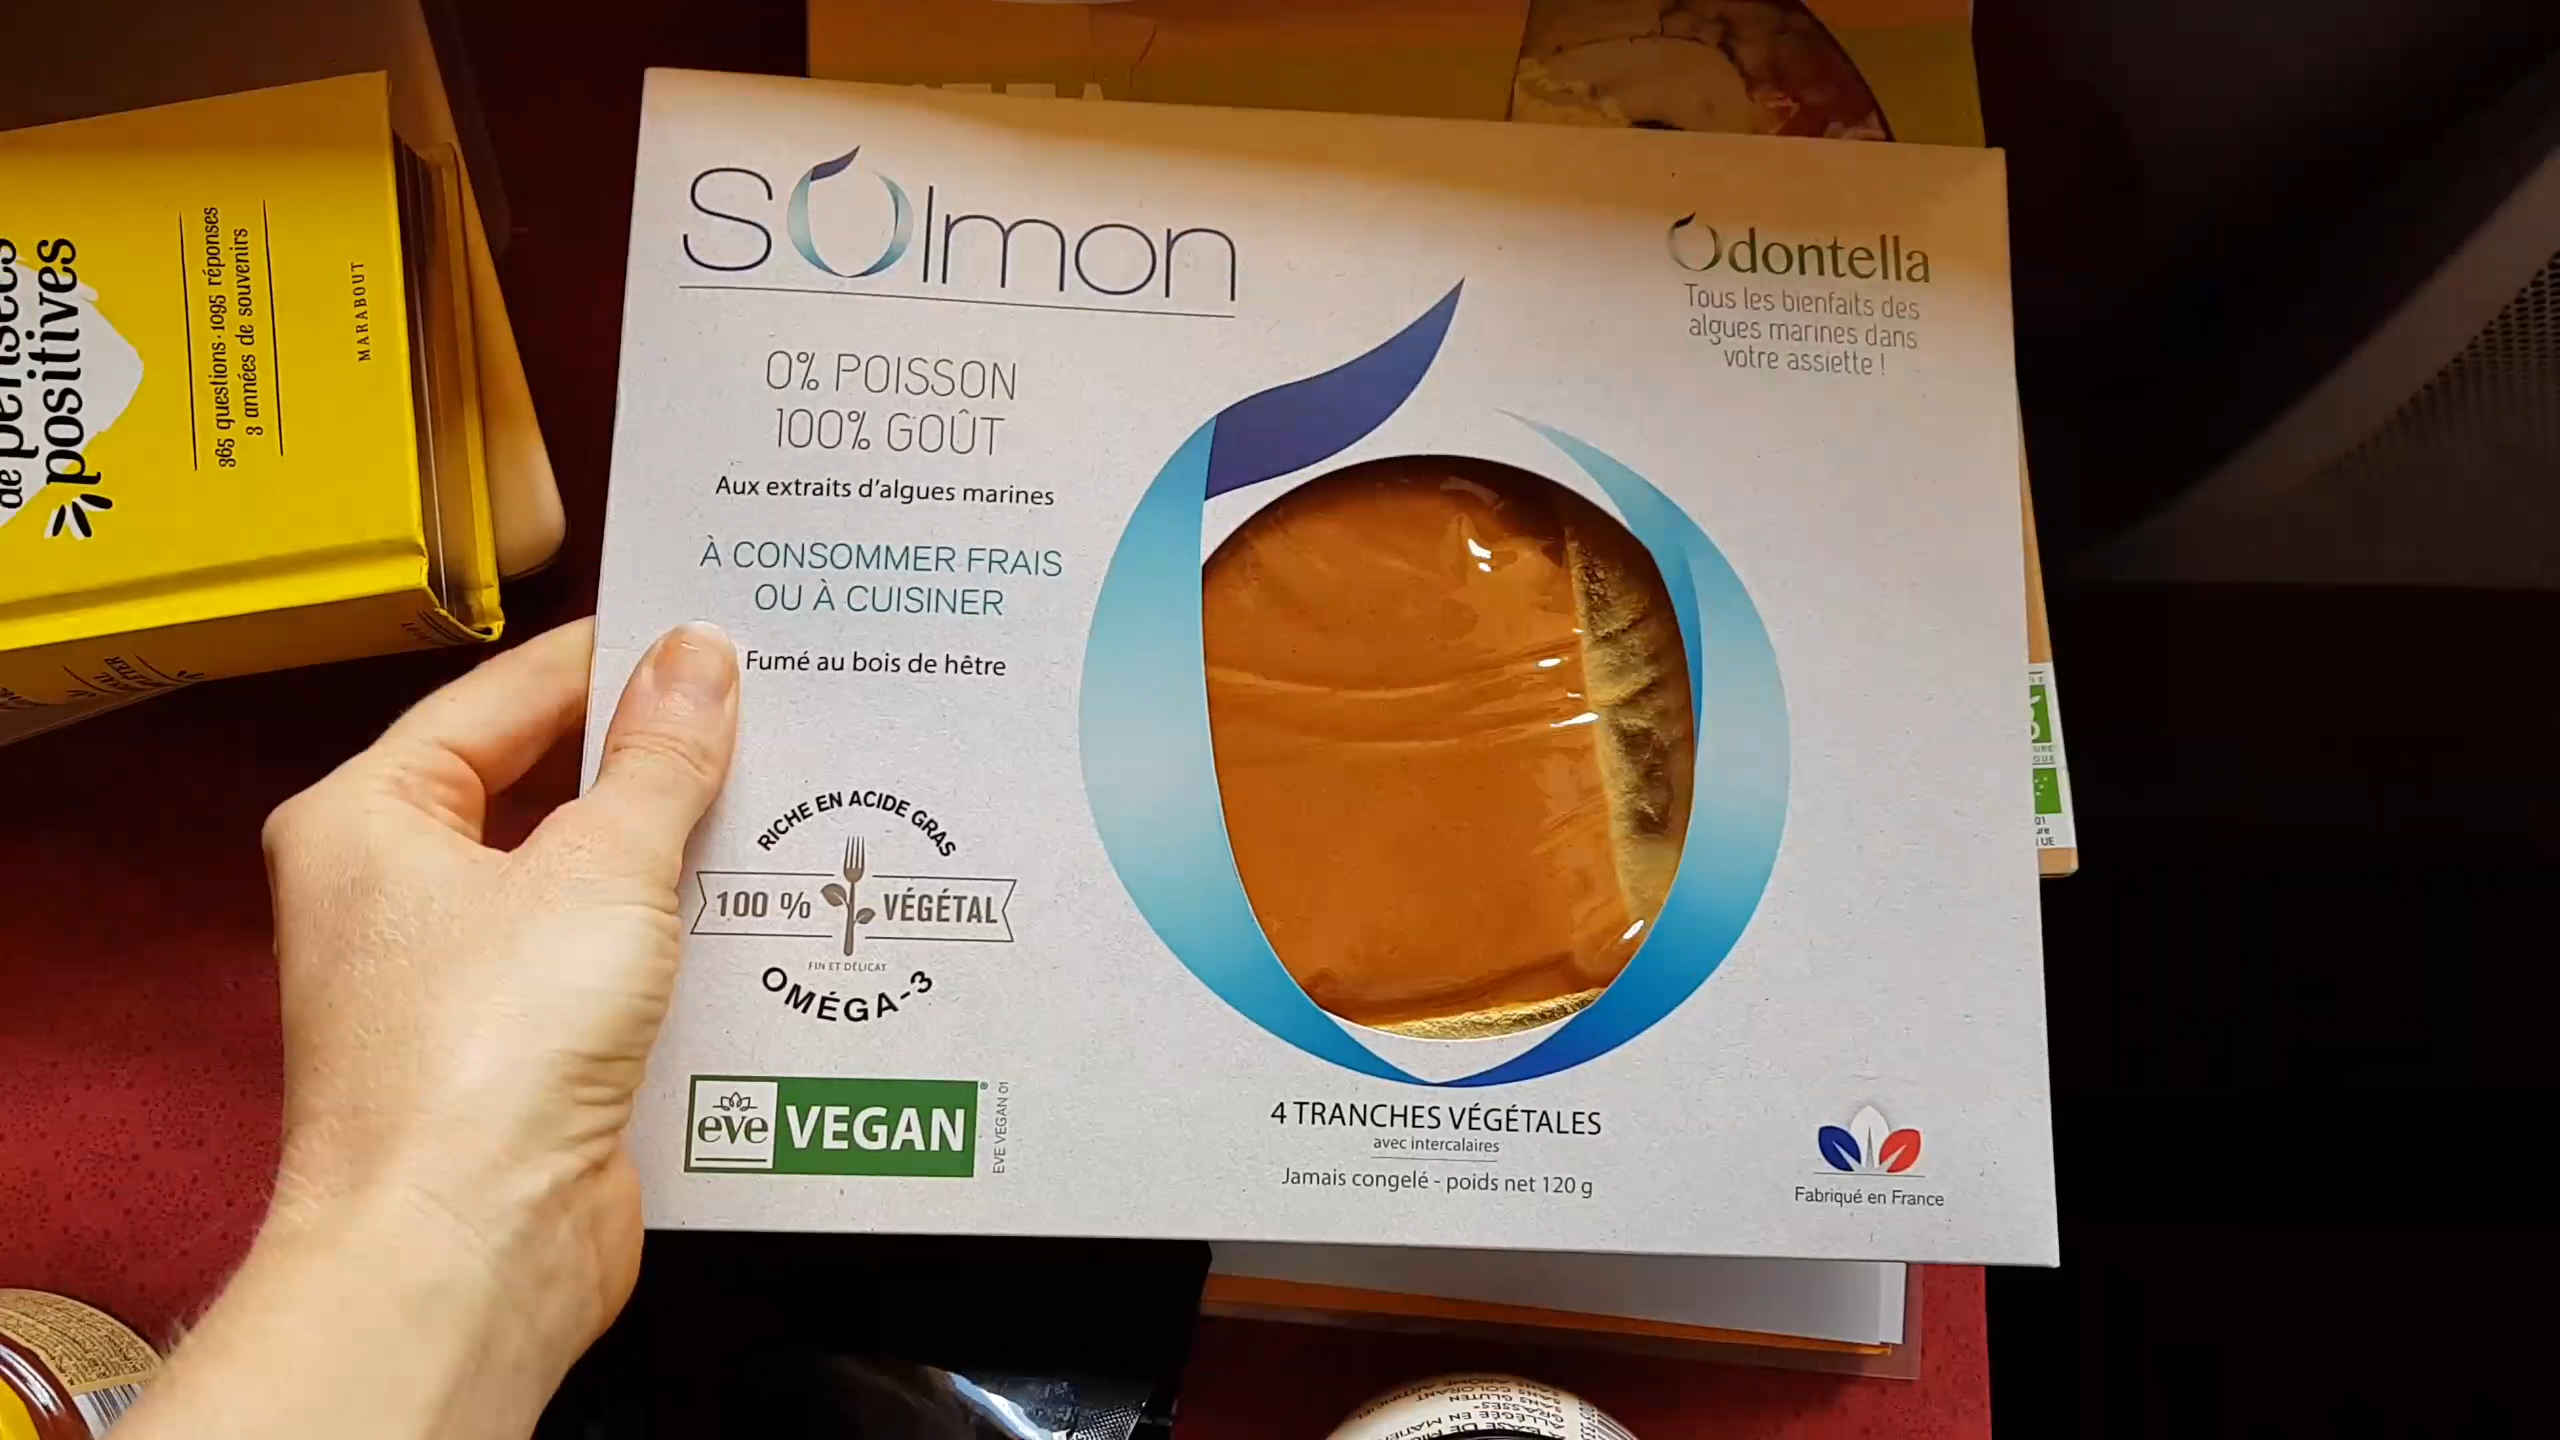 sOlmon
0% POISSON
100% GOÛT
Aux extraits d'algues marines
À CONSOMMER FRAIS
OU À CUISINER
Fumé au bois de hêtre
RICHE EN ACIDE GRAS
100 % VÉGÉTAL
FIN ET DÉLICAT
OMÉGA-3
eve VEGAN®
EVE VEGAN 01
Odontella
Tous les bienfaits des
algues marines dans
votre assiette !
4 TRANCHES VÉGÉTALES
avec intercalaires
Jamais congelé - poids net 120 g
Fabriqué en France
de pensées
positives
365 questions · 1095 réponses
3 années de souvenirs
MARABOUT